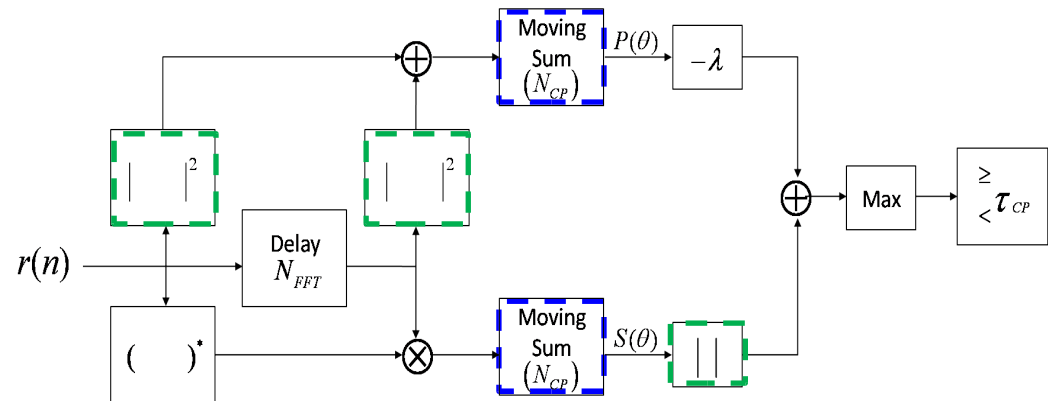 Moving
Sum
(N_CP)
P(θ)
−λ
| |²
| |²
r(n)
Delay
N_FFT
Max
≥
< τ_CP
( )*
Moving
Sum
(N_CP)
S(θ)
| |